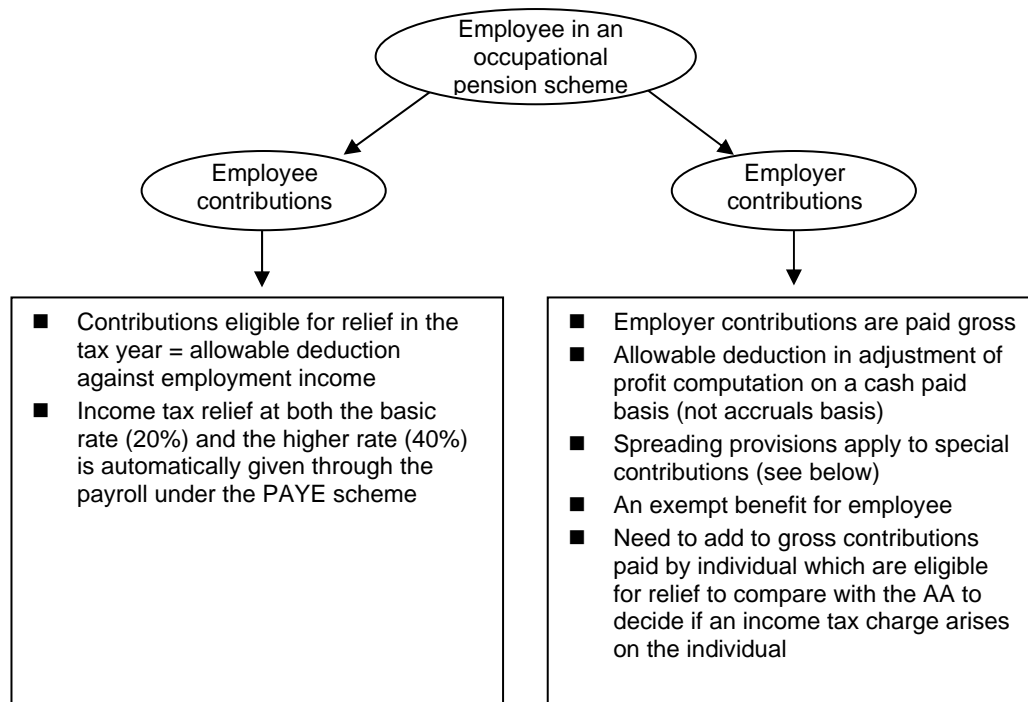 Employee in an
occupational
pension scheme
Employee
contributions
Employer
contributions
■ Contributions eligible for relief in the
tax year = allowable deduction
against employment income
■ Income tax relief at both the basic
rate (20%) and the higher rate (40%)
is automatically given through the
payroll under the PAYE scheme
■ Employer contributions are paid gross
■ Allowable deduction in adjustment of
profit computation on a cash paid
basis (not accruals basis)
■ Spreading provisions apply to special
contributions (see below)
■ An exempt benefit for employee
■ Need to add to gross contributions
paid by individual which are eligible
for relief to compare with the AA to
decide if an income tax charge arises
on the individual